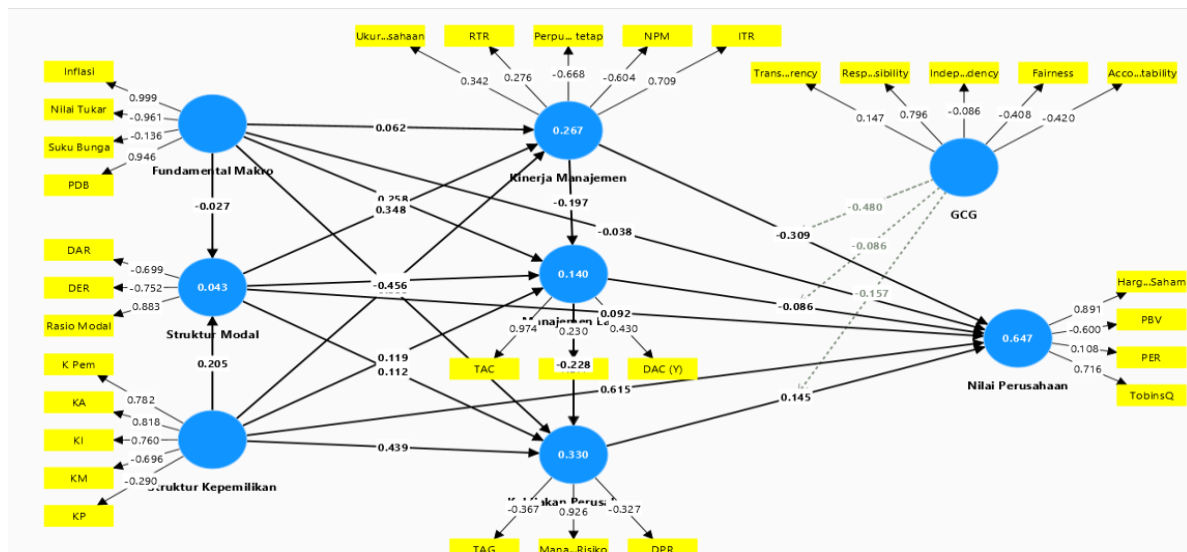 Ukur...sahaan
RTR
Perpu... tetap
NPM
ITR
Trans...rency
Resp...sibility
Indep...dency
Fairness
Acco...tability
Inflasi
Nilai Tukar
Suku Bunga
PDB
0.999
-0.961
-0.136
0.946
0.342
0.276
-0.668
-0.604
0.709
0.147
0.796
-0.086
-0.408
-0.420
0.267
0.062
Fundamental Makro
Kinerja Manajemen
GCG
-0.027
0.258
0.348
-0.197
-0.038
-0.480
-0.309
-0.086
-0.157
DAR
DER
Rasio Modal
-0.699
-0.752
0.883
0.043
Struktur Modal
-0.456
0.140
0.092
-0.086
0.974
0.230
0.430
TAC
DAC (Y)
-0.228
Harg...Saham
PBV
PER
TobinsQ
0.891
-0.600
0.108
0.716
0.647
Nilai Perusahaan
0.205
0.119
0.112
0.615
0.145
K Pem
KA
KI
KM
KP
0.782
0.818
0.760
-0.696
-0.290
Struktur Kepemilikan
0.439
0.330
-0.367
0.926
-0.327
TAG
Mana...Risiko
DPR